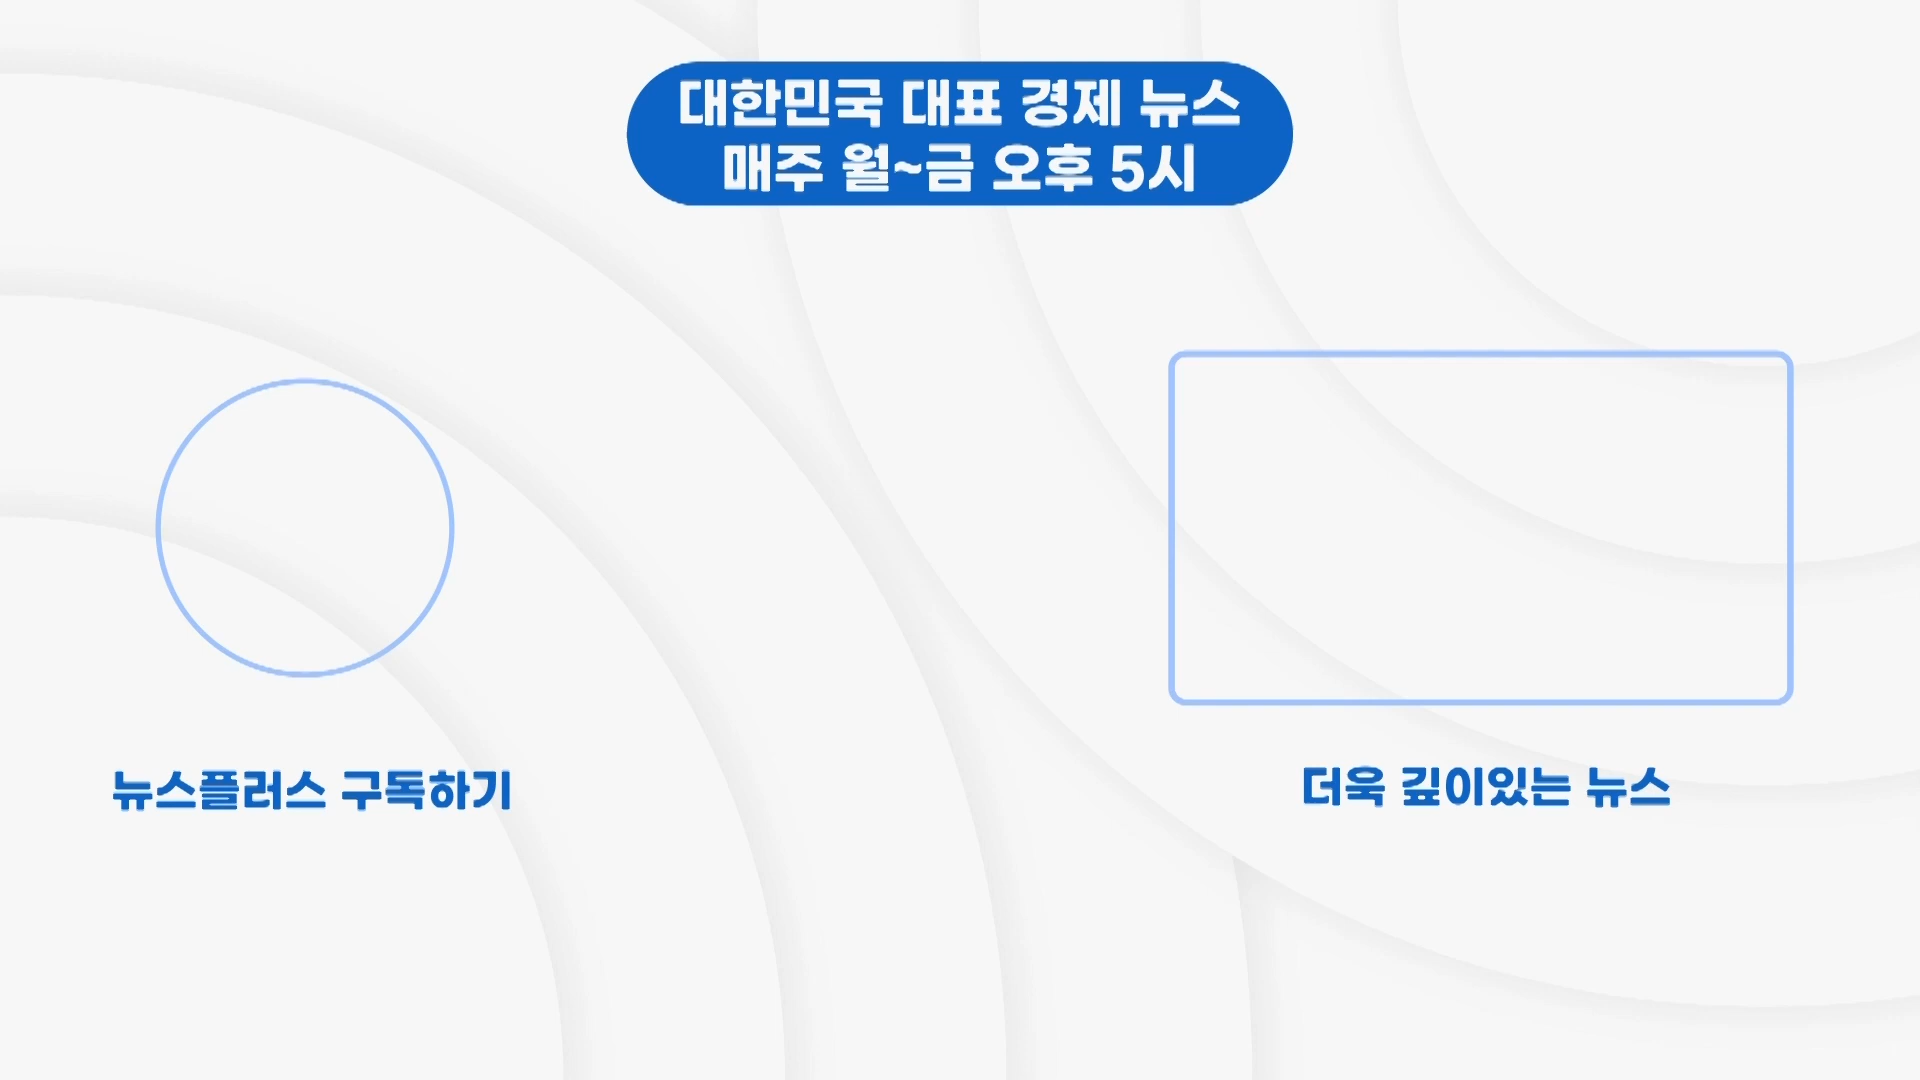 대한민국 대표 경제 뉴스
매주 월~금 오후 5시
뉴스플러스 구독하기
더욱 깊이있는 뉴스